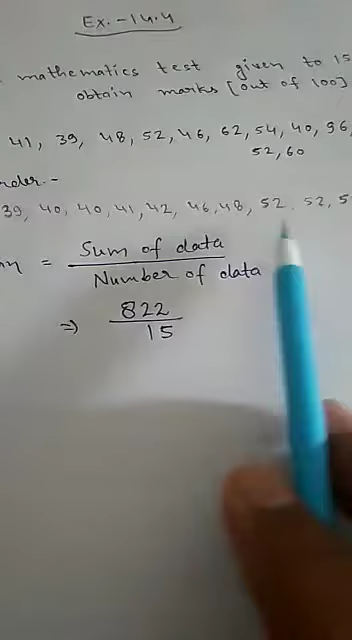 Ex.-14.4
mathematics test given to 15
obtain marks [out of 100]
41, 39, 48, 52, 46, 62, 54, 40, 96,
52, 60
order.-
39, 40, 40, 41, 42, 46, 48, 52, 52, 5
= Sum of data
Number of data
⇒ 822
15